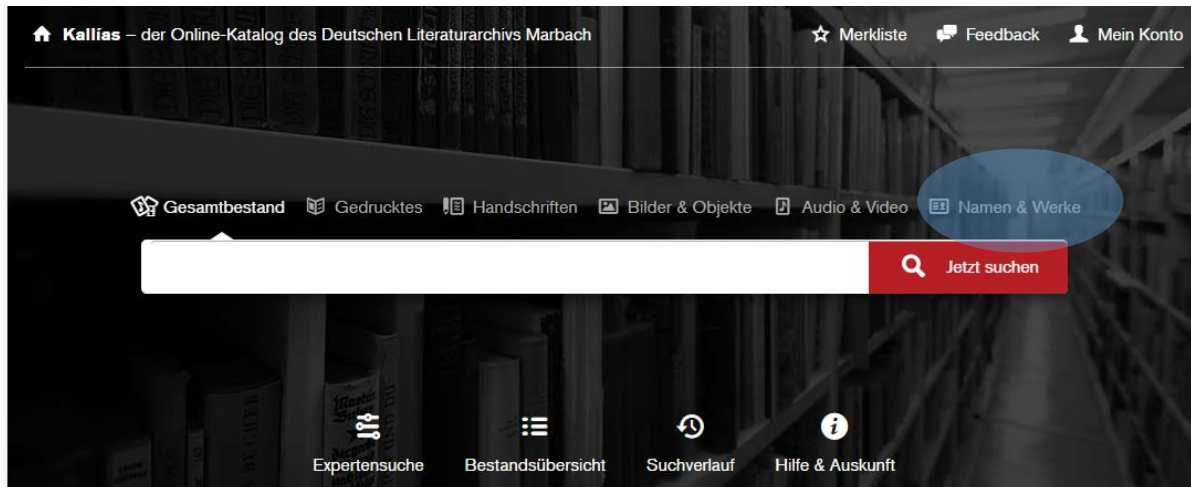 Kallías – der Online-Katalog des Deutschen Literaturarchivs Marbach
Merkliste Feedback Mein Konto
Gesamtbestand Gedrucktes Handschriften Bilder & Objekte Audio & Video Namen & Werke
Jetzt suchen
Expertensuche Bestandsübersicht Suchverlauf Hilfe & Auskunft